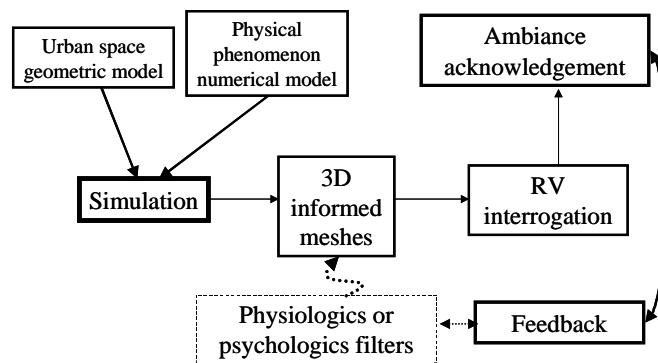 Urban space
geometric model
Physical
phenomenon
numerical model
Ambiance
acknowledgement
Simulation
3D
informed
meshes
RV
interrogation
Physiologics or
psychologics filters
Feedback